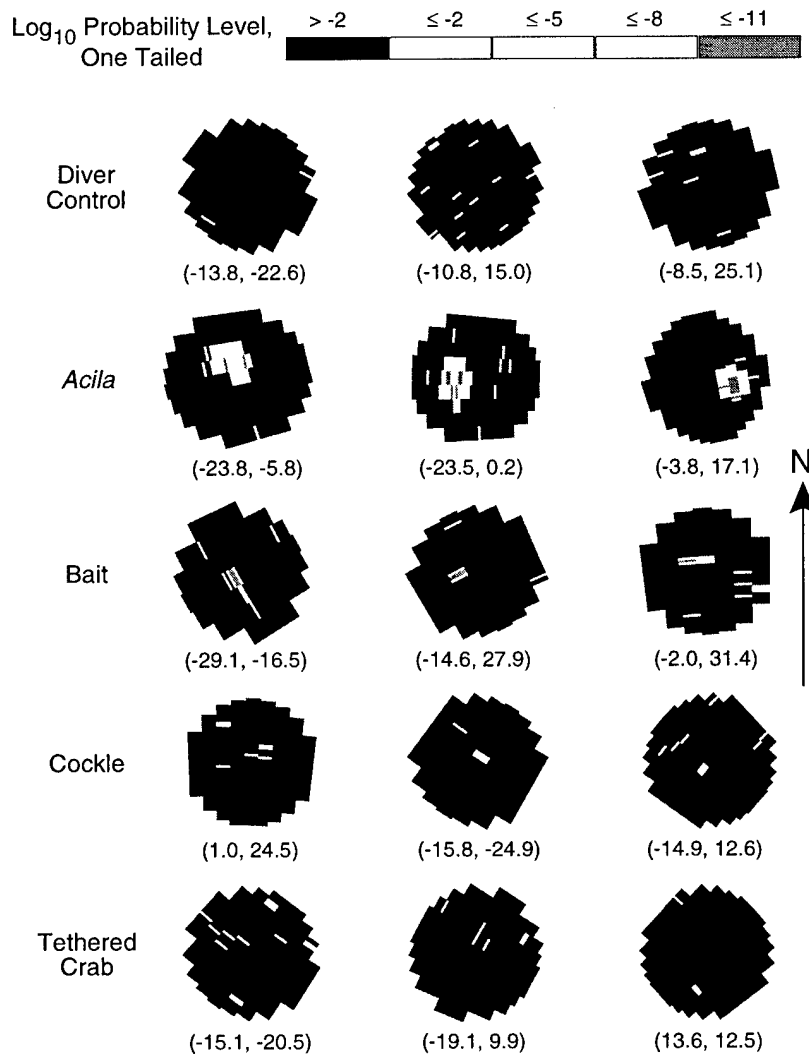 Log10 Probability Level,
One Tailed
> -2 ≤ -2 ≤ -5 ≤ -8 ≤ -11
Diver
Control
(-13.8, -22.6) (-10.8, 15.0) (-8.5, 25.1)
Acila
(-23.8, -5.8) (-23.5, 0.2) (-3.8, 17.1)
N
Bait
(-29.1, -16.5) (-14.6, 27.9) (-2.0, 31.4)
Cockle
(1.0, 24.5) (-15.8, -24.9) (-14.9, 12.6)
Tethered
Crab
(-15.1, -20.5) (-19.1, 9.9) (13.6, 12.5)